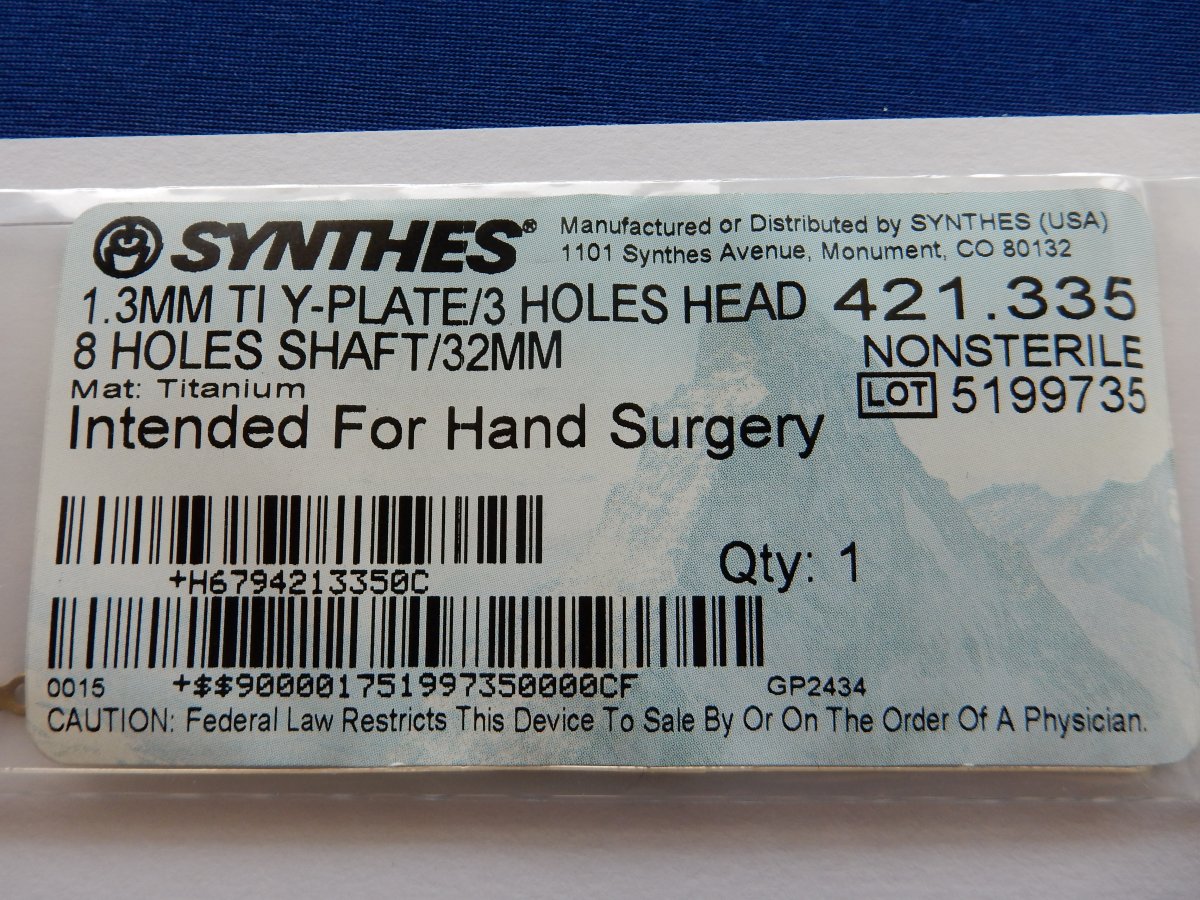 SYNTHES® Manufactured or Distributed by SYNTHES (USA)
1101 Synthes Avenue, Monument, CO 80132
1.3MM TI Y-PLATE/3 HOLES HEAD 421.335
8 HOLES SHAFT/32MM NONSTERILE
Mat: Titanium LOT 5199735
Intended For Hand Surgery
+H6794213350C
Qty: 1
0015 +$$900001751997350000CF GP2434
CAUTION: Federal Law Restricts This Device To Sale By Or On The Order Of A Physician.